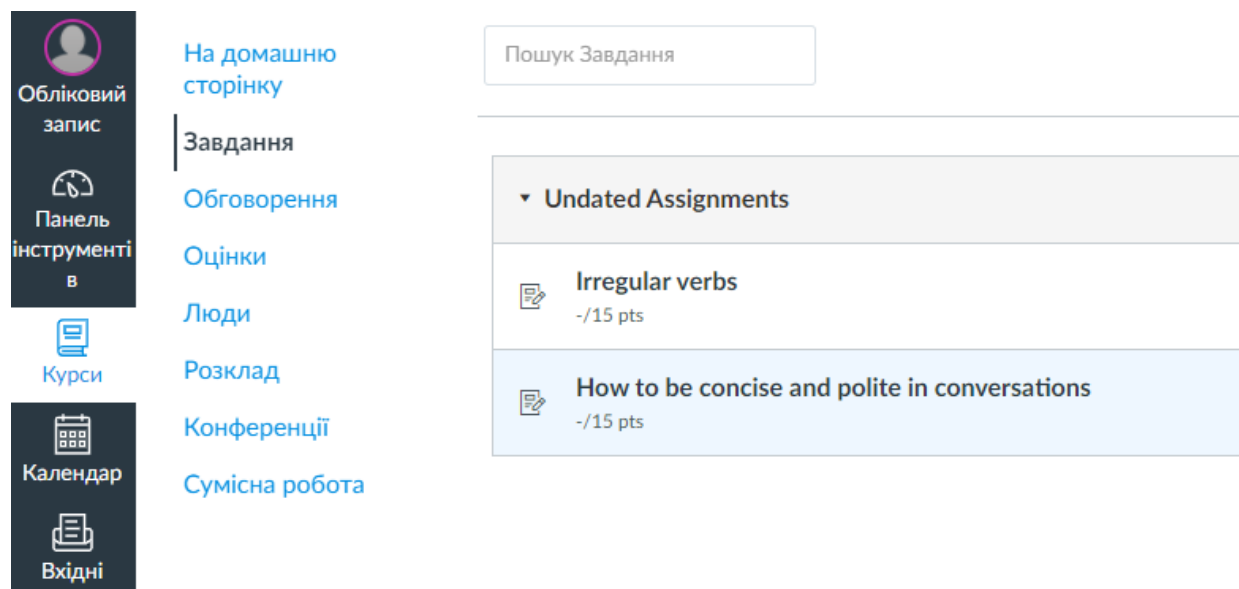 Обліковий
запис
Панель
інструменті
в
Курси
Календар
Вхідні
На домашню
сторінку
Завдання
Обговорення
Оцінки
Люди
Розклад
Конференції
Сумісна робота
Пошук Завдання
Undated Assignments
Irregular verbs
-/15 pts
How to be concise and polite in conversations
-/15 pts